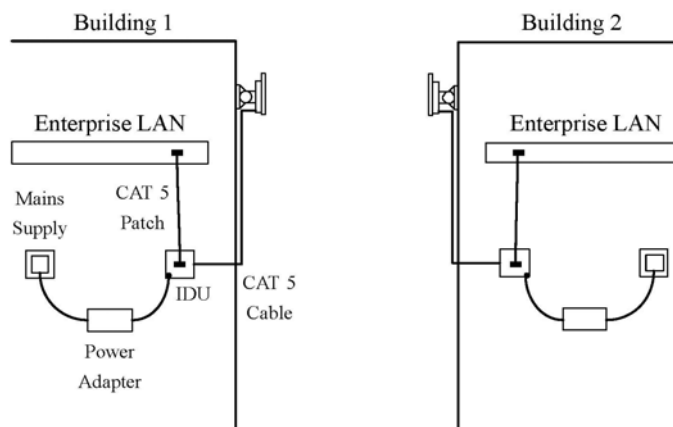 Building 1
Building 2
Enterprise LAN
Enterprise LAN
Mains
Supply
CAT 5
Patch
IDU
CAT 5
Cable
Power
Adapter